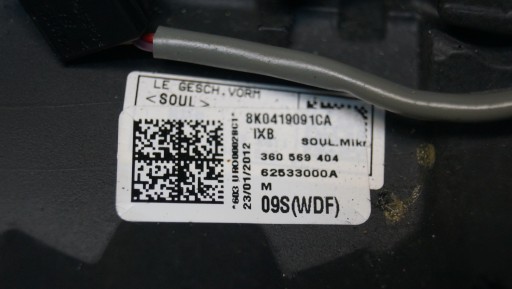 LE GESCH.VORM
<SOUL>
8K0419091CA
IXB
SOUL.Mikr
360 569 404
62533000A
M
09S(WDF)
23/01/2012